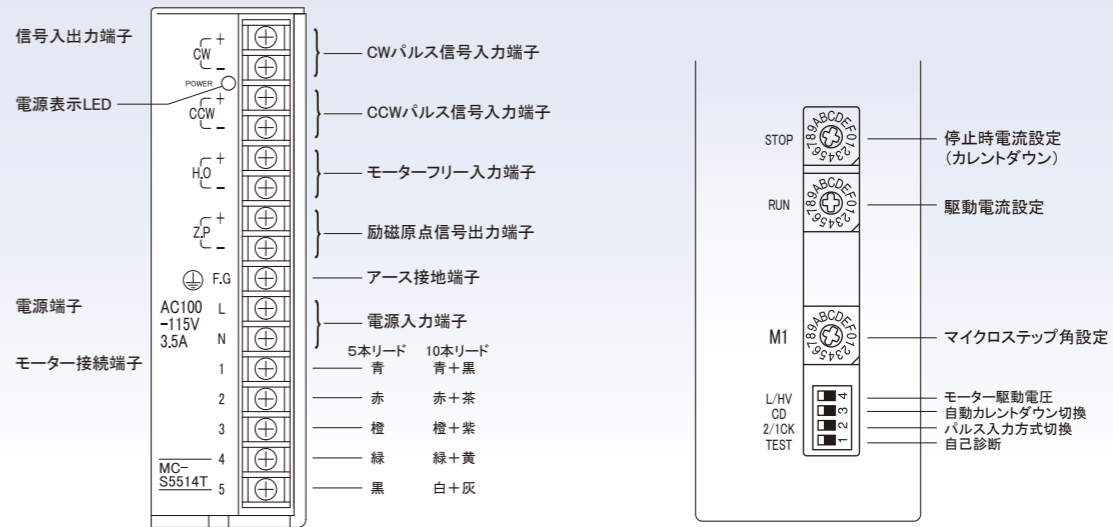 信号入出力端子
CW
+
-
CWパルス信号入力端子
POWER
電源表示LED
CCW
+
-
CCWパルス信号入力端子
H.O
+
-
モーターフリー入力端子
Z.P
+
-
励磁原点信号出力端子
F.G
アース接地端子
電源端子
AC100
-115V
3.5A
L
N
電源入力端子
モーター接続端子
5本リード 10本リード
1 青 青+黒
2 赤 赤+茶
3 橙 橙+紫
4 緑 緑+黄
5 黒 白+灰
MC-
S5514T
STOP
0123456789ABCDEF
停止時電流設定
(カレントダウン)
RUN
0123456789ABCDEF
駆動電流設定
M1
0123456789ABCDEF
マイクロステップ角設定
L/HV 4 モーター駆動電圧
CD 3 自動カレントダウン切換
2/1CK 2 パルス入力方式切換
TEST 1 自己診断